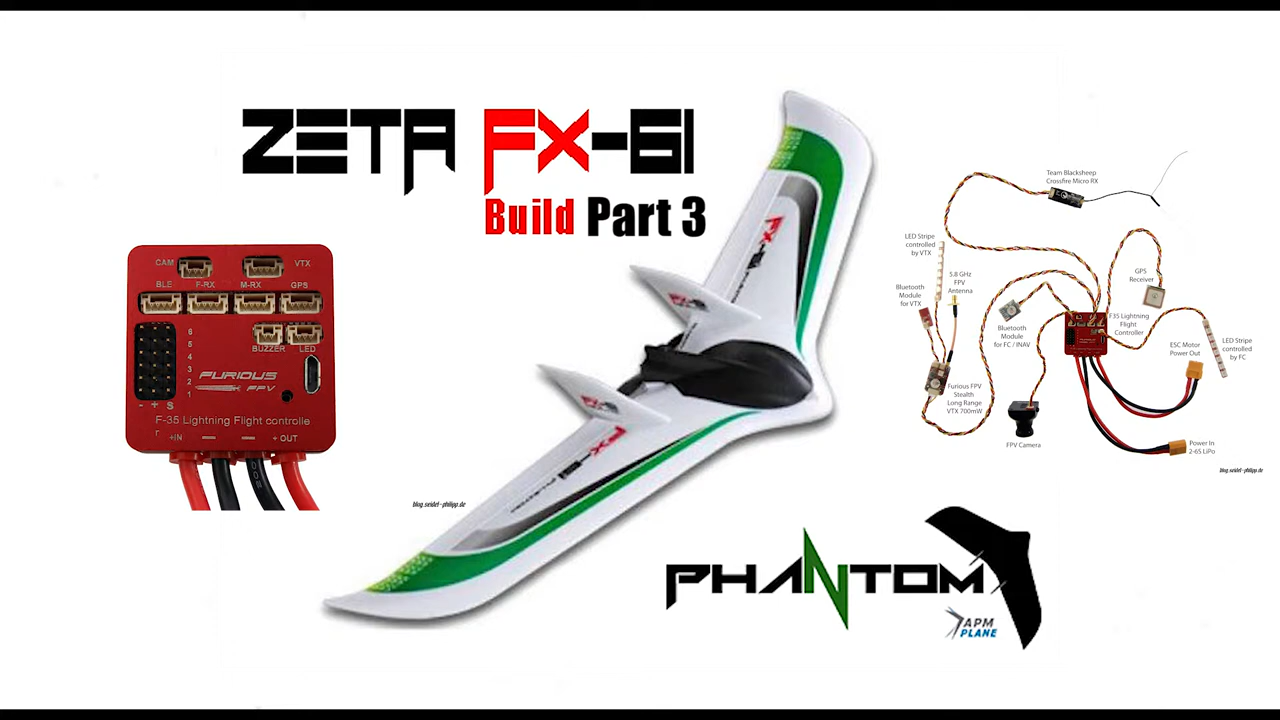 ZETA FX-61
Build Part 3
CAM
VTX
BLE
F-RX
M-RX
GPS
6
5
4
3
2
1
BUZZER
LED
FURIOUS
FPV
- + S
F-35 Lightning Flight controlle
+IN
+ OUT
blog.seidel-philipp.de
FX-61
FX-61
PHANTOM
APM
PLANE
Team Blacksheep
Crossfire Micro RX
LED Stripe
controlled
by VTX
5.8 GHz
FPV
Antenna
Bluetooth
Module
for VTX
GPS
Receiver
Bluetooth
Module
for FC / INAV
F35 Lightning
Flight
Controller
ESC Motor
Power Out
LED Stripe
controlled
by FC
Furious FPV
Stealth
Long Range
VTX 700mW
FPV Camera
Power In
2-6S LiPo
blog.seidel-philipp.de